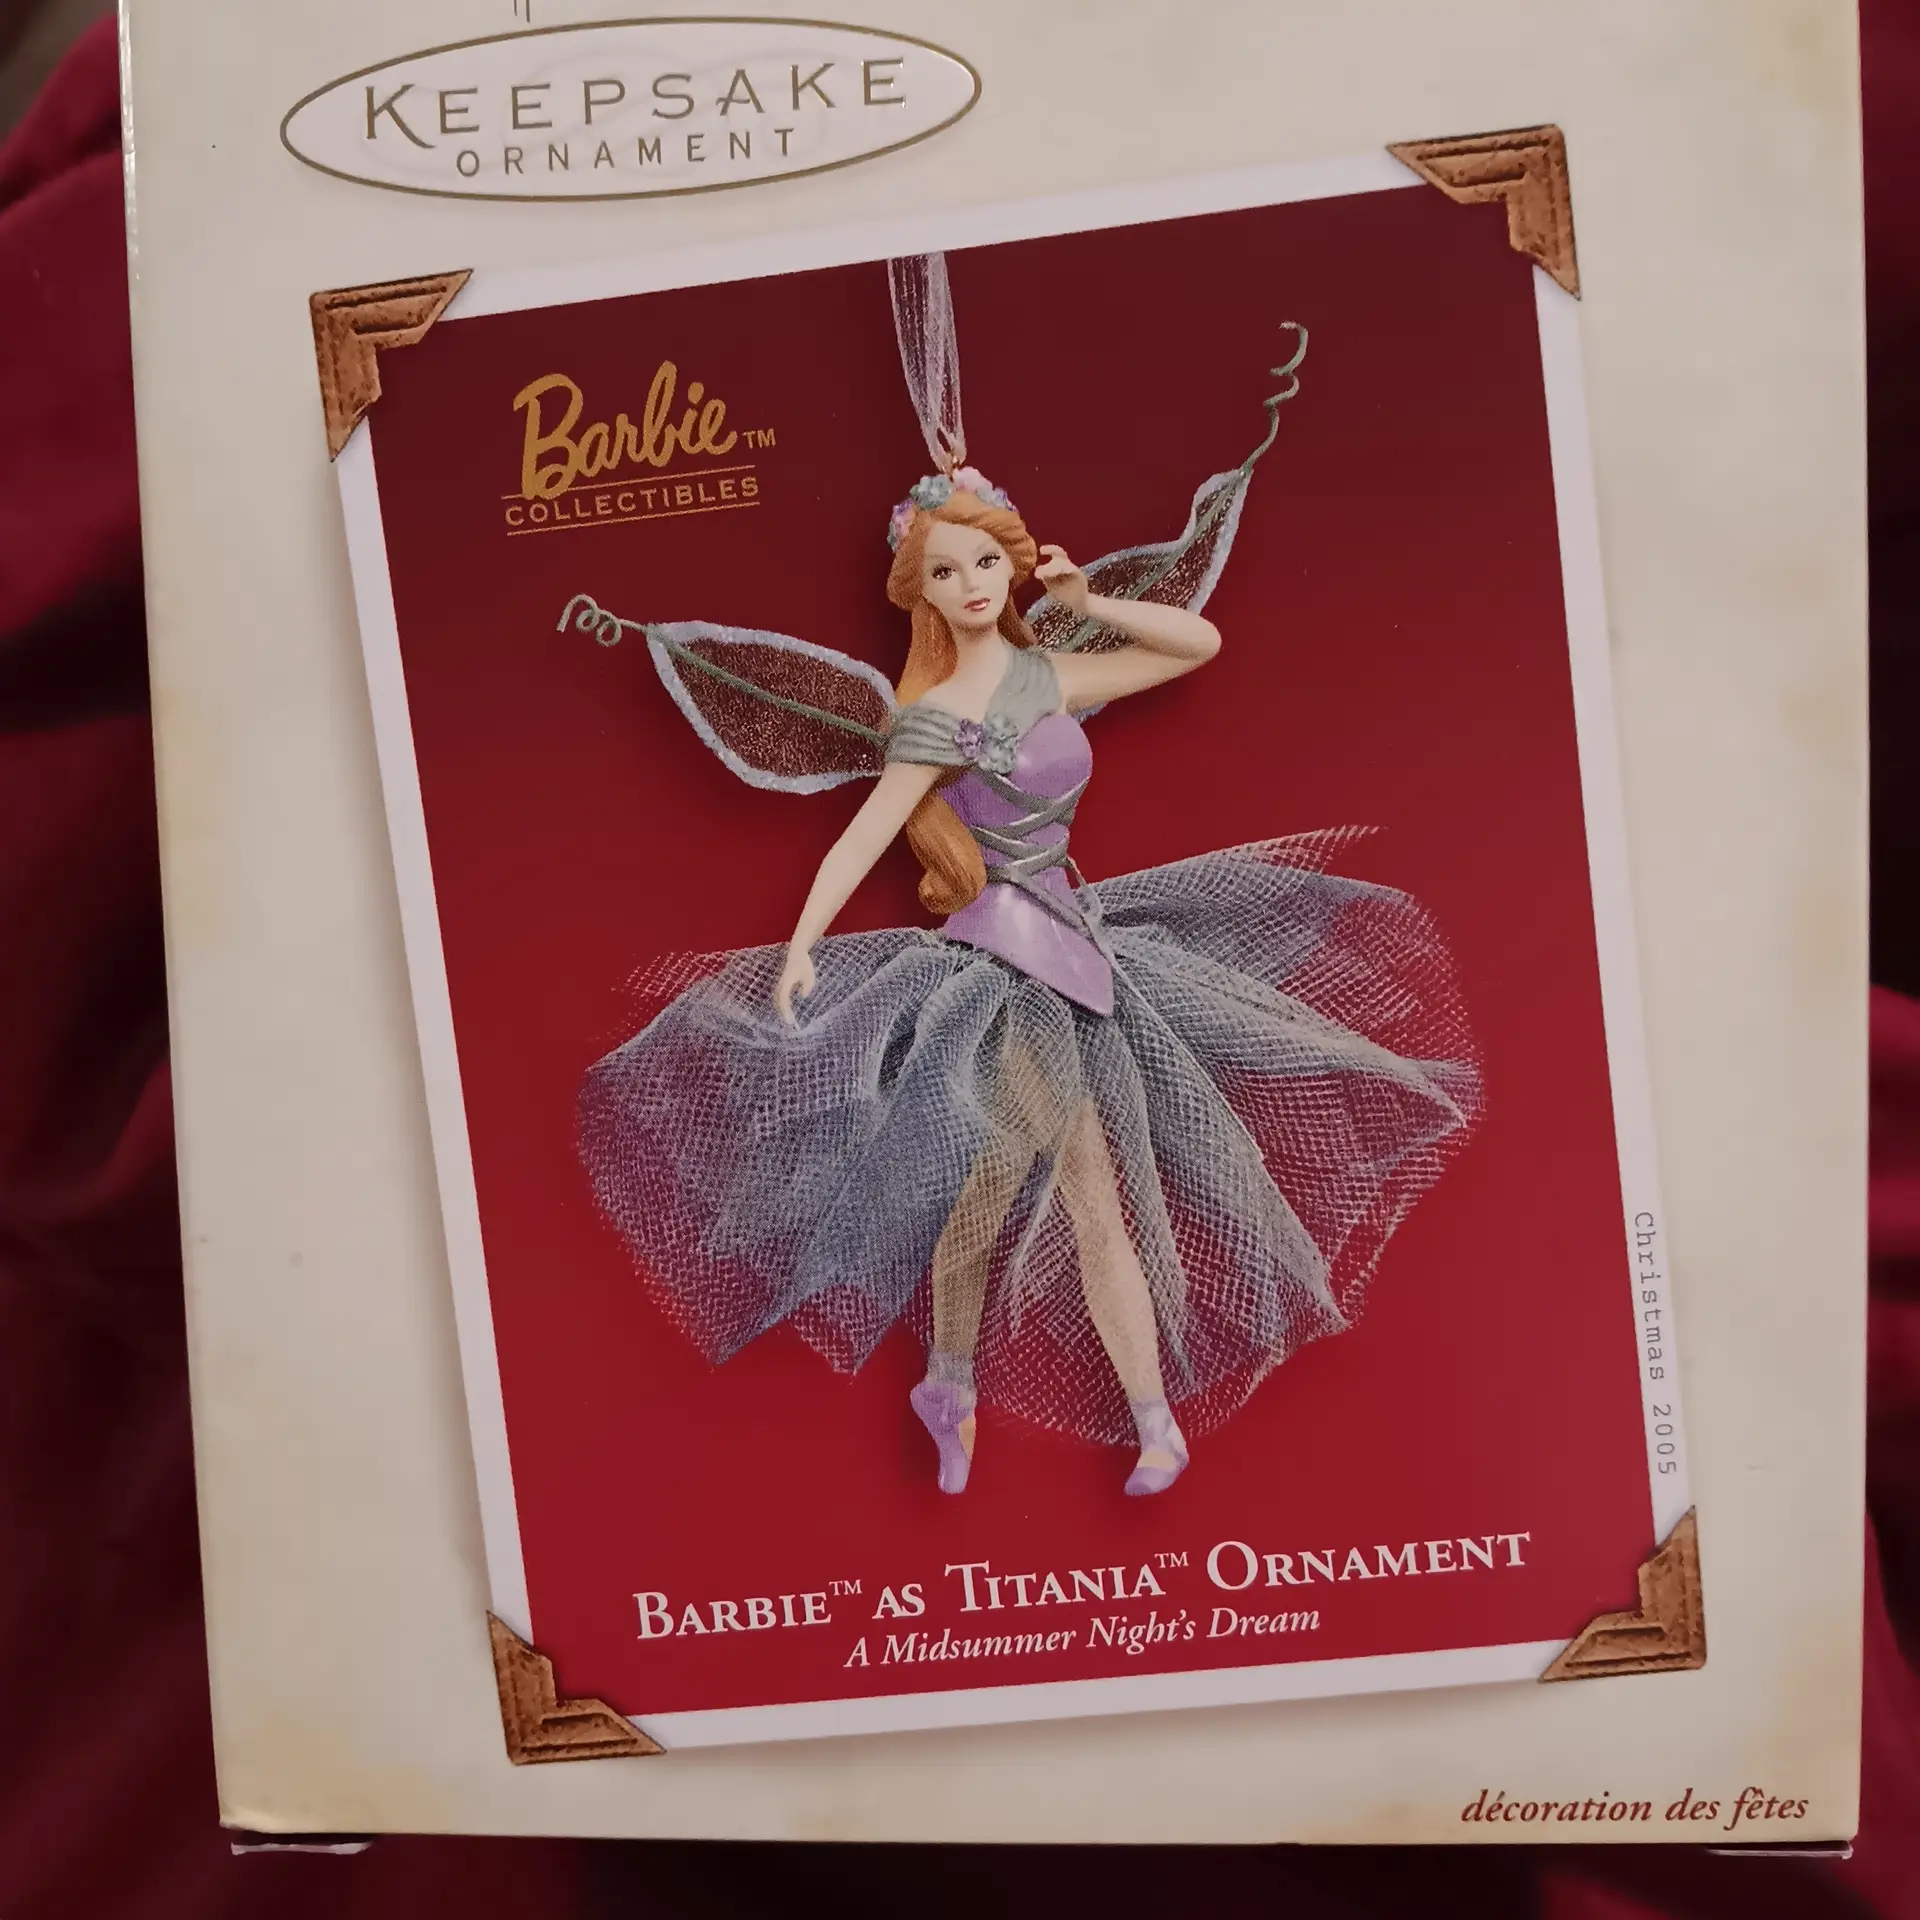 KEEPSAKE
ORNAMENT
Barbie™
COLLECTIBLES
Christmas 2005
BARBIE™ AS TITANIA™ ORNAMENT
A Midsummer Night's Dream
décoration des fêtes